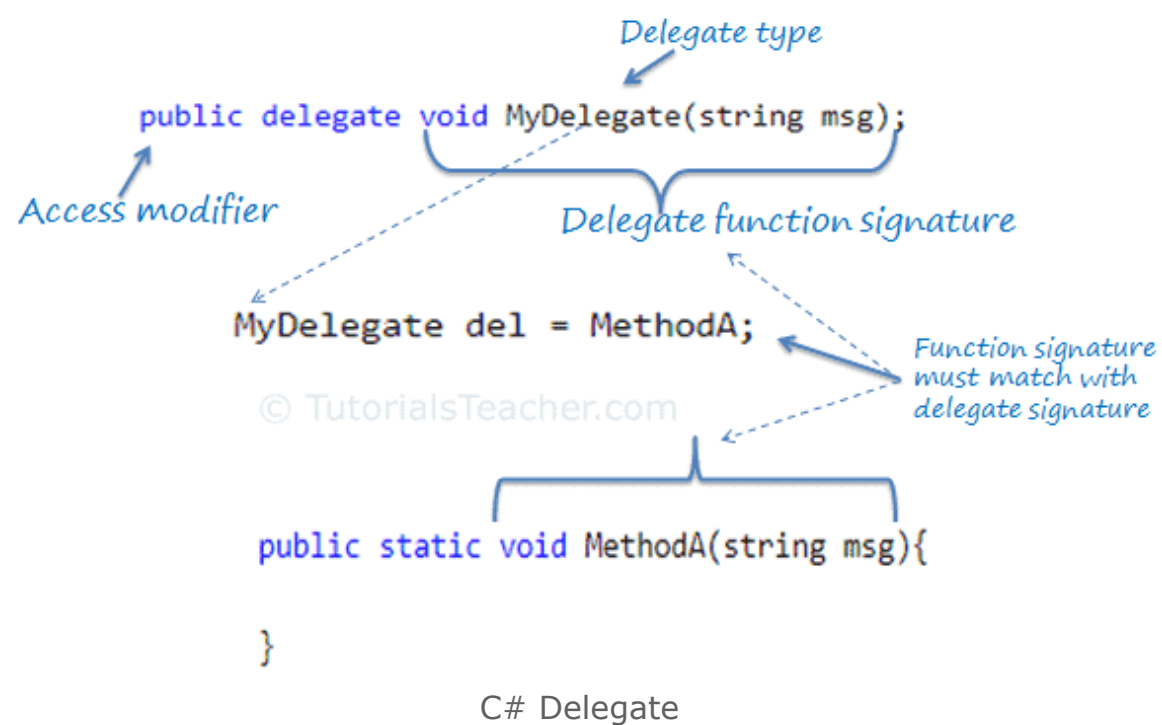 Delegate type
public delegate void MyDelegate(string msg);
Access modifier
Delegate function signature
MyDelegate del = MethodA;
Function signature
must match with
delegate signature
© TutorialsTeacher.com
public static void MethodA(string msg){
}
C# Delegate